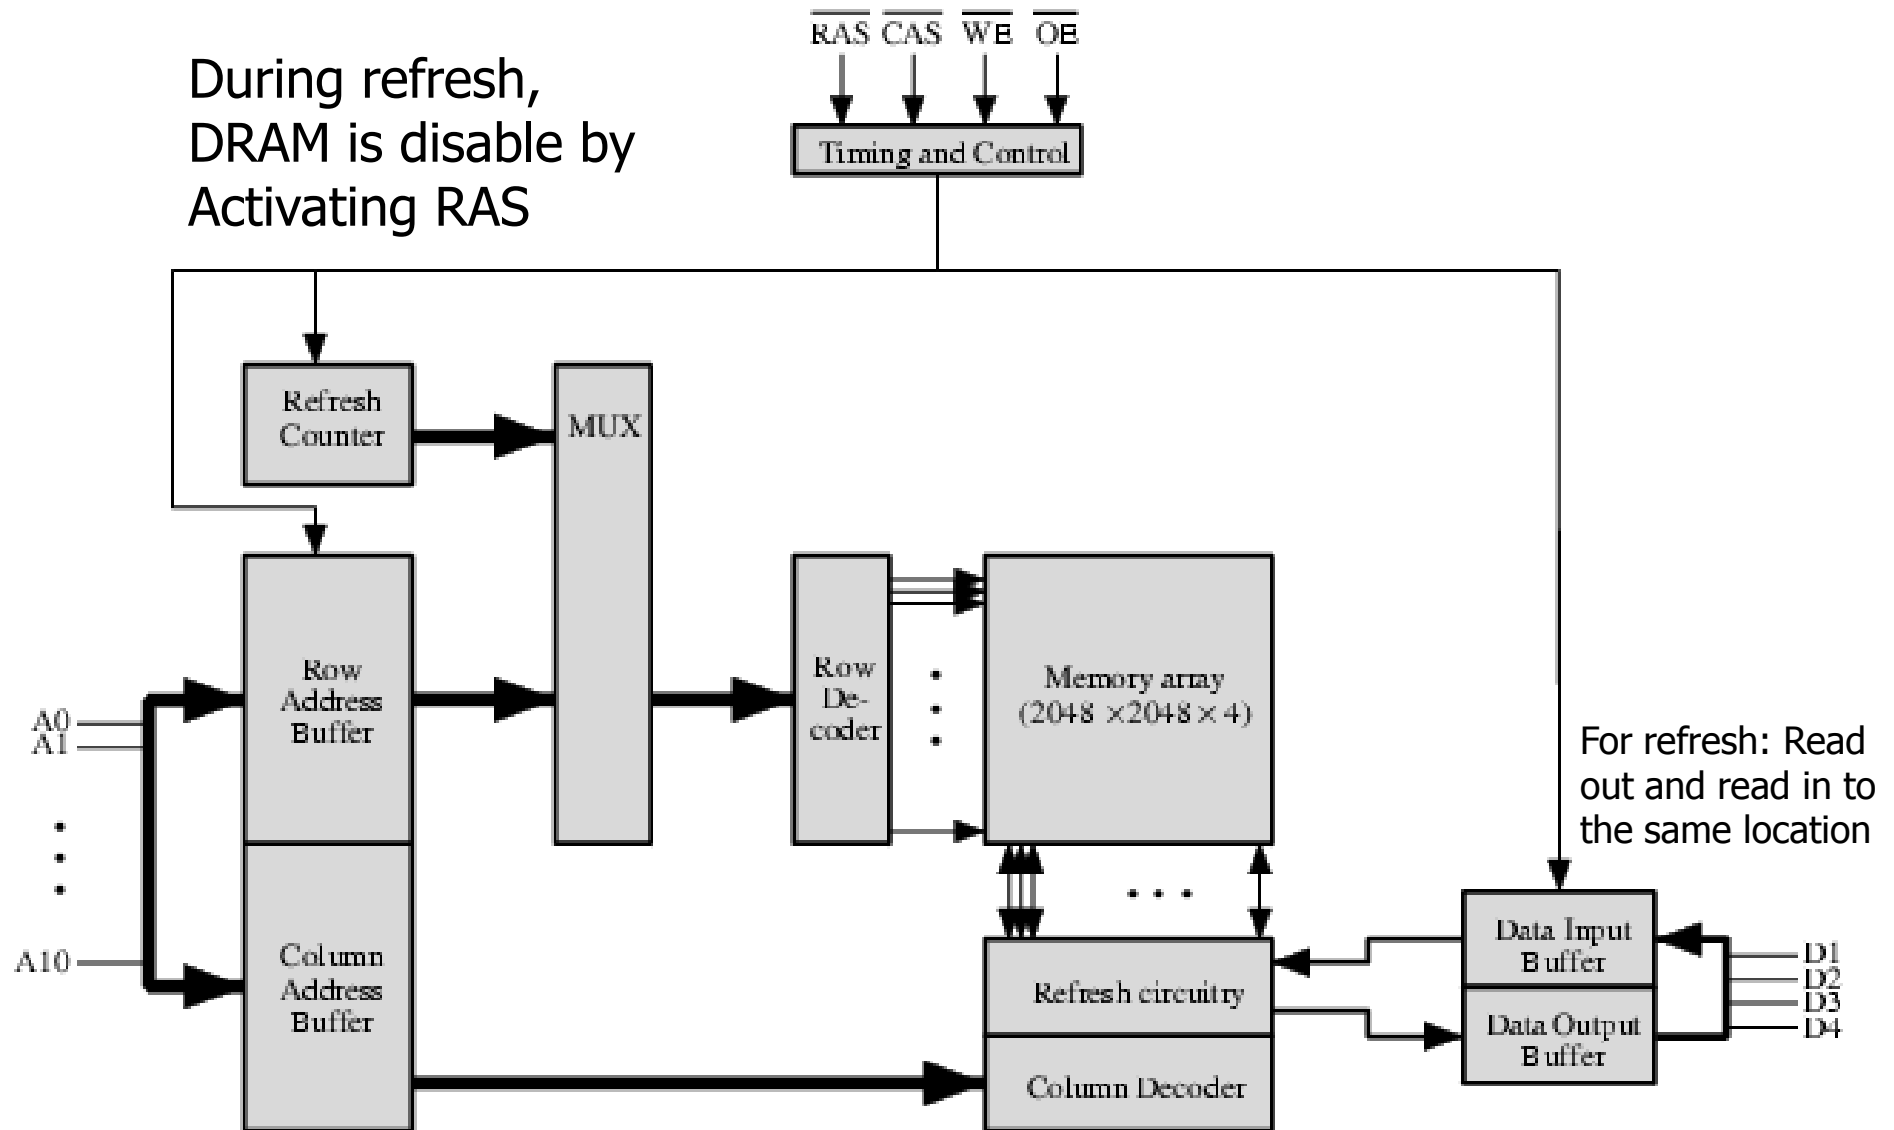 RAS CAS WE OE
During refresh,
DRAM is disable by
Activating RAS
Timing and Control
Refresh
Counter
MUX
Row
Address
Buffer
Row
De-
coder
Memory array
(2048 × 2048 × 4)
A0
A1
A10
For refresh: Read
out and read in to
the same location
Column
Address
Buffer
Refresh circuitry
Column Decoder
Data Input
Buffer
Data Output
Buffer
D1
D2
D3
D4